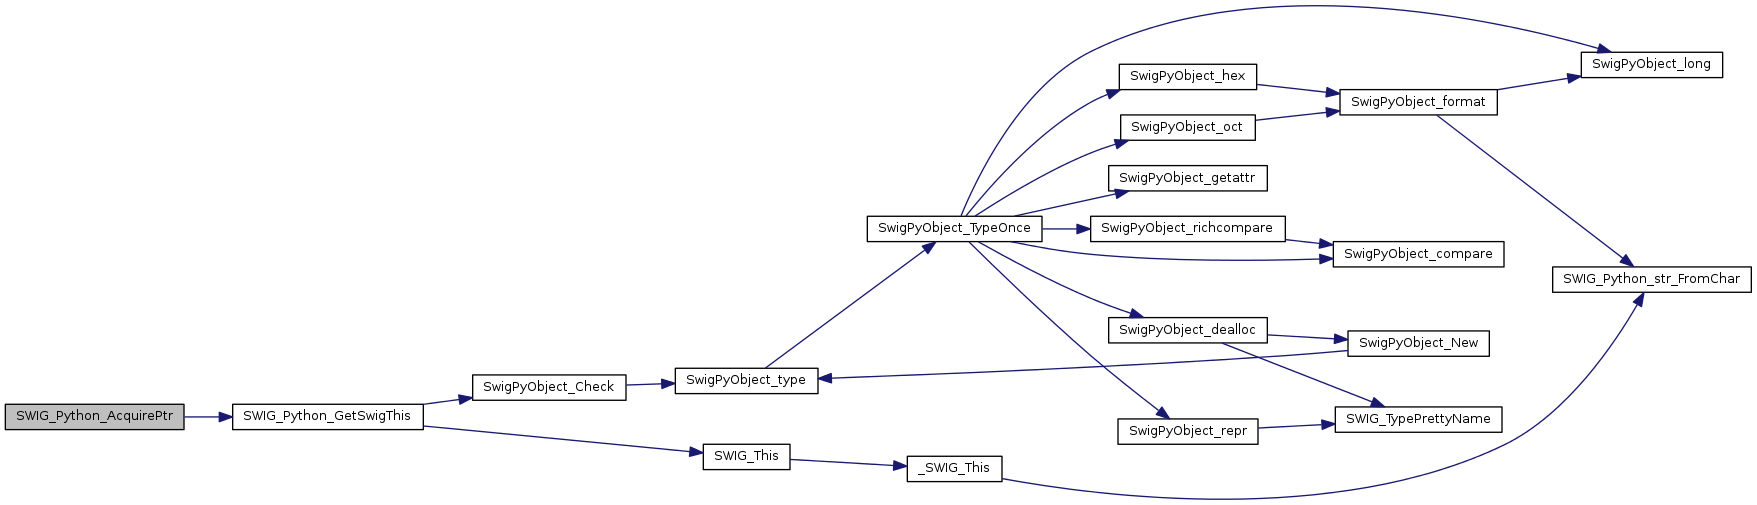 SwigPyObject_long
SwigPyObject_hex
SwigPyObject_format
SwigPyObject_oct
SwigPyObject_getattr
SwigPyObject_TypeOnce
SwigPyObject_richcompare
SwigPyObject_compare
SWIG_Python_str_FromChar
SwigPyObject_dealloc
SwigPyObject_New
SwigPyObject_type
SwigPyObject_Check
SWIG_Python_AcquirePtr
SWIG_Python_GetSwigThis
SWIG_TypePrettyName
SwigPyObject_repr
SWIG_This
_SWIG_This